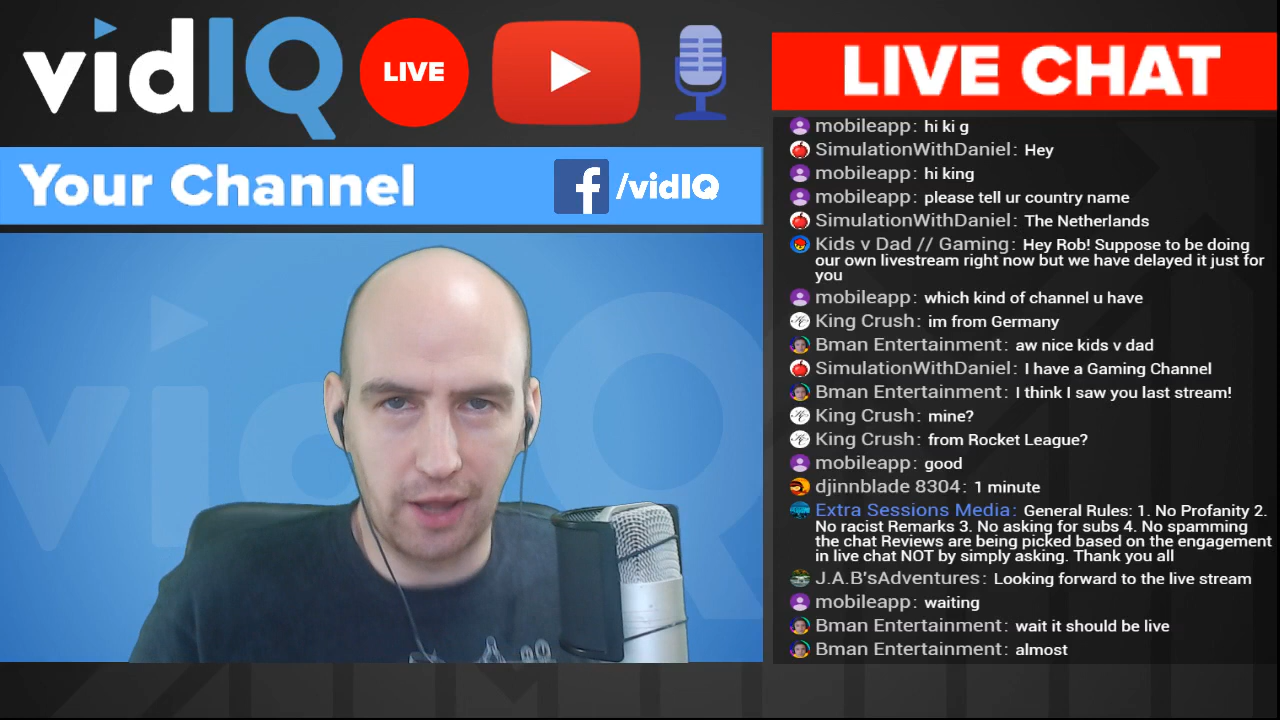 vidIQ
LIVE
Your Channel
f /vidIQ
LIVE CHAT
mobileapp: hi ki g
SimulationWithDaniel: Hey
mobileapp: hi king
mobileapp: please tell ur country name
SimulationWithDaniel: The Netherlands
Kids v Dad // Gaming: Hey Rob! Suppose to be doing
our own livestream right now but we have delayed it just for
you
mobileapp: which kind of channel u have
King Crush: im from Germany
Bman Entertainment: aw nice kids v dad
SimulationWithDaniel: I have a Gaming Channel
Bman Entertainment: I think I saw you last stream!
King Crush: mine?
King Crush: from Rocket League?
mobileapp: good
djinnblade 8304: 1 minute
Extra Sessions Media: General Rules: 1. No Profanity 2.
No racist Remarks 3. No asking for subs 4. No spamming
the chat Reviews are being picked based on the engagement
in live chat NOT by simply asking. Thank you all
J.A.B'sAdventures: Looking forward to the live stream
mobileapp: waiting
Bman Entertainment: wait it should be live
Bman Entertainment: almost